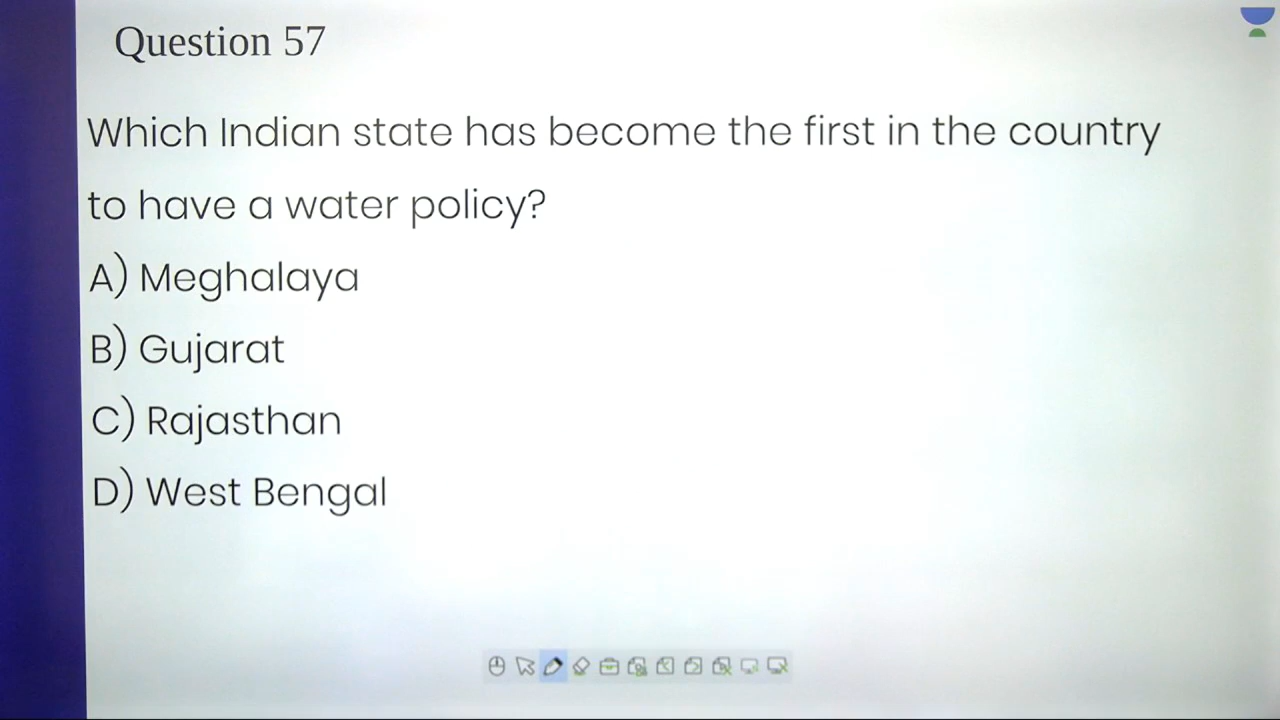 Question 57
Which Indian state has become the first in the country
to have a water policy?
A) Meghalaya
B) Gujarat
C) Rajasthan
D) West Bengal